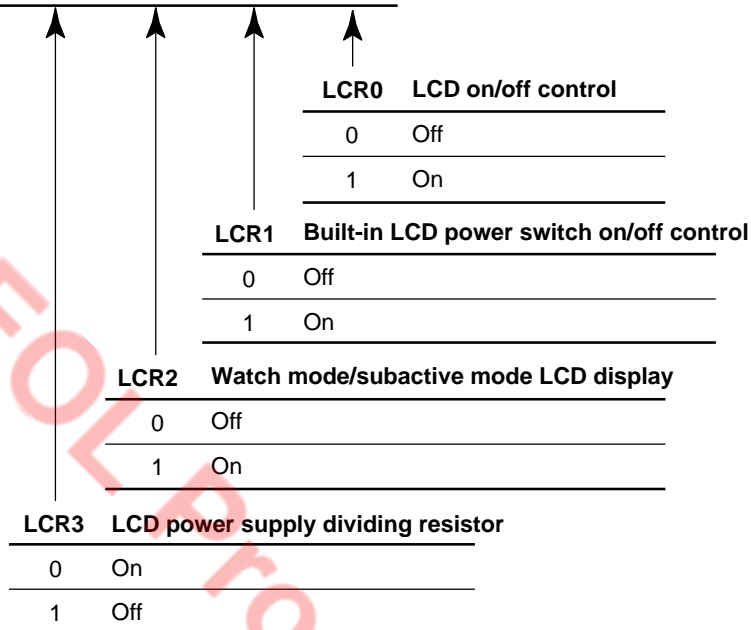 LCR0 LCD on/off control
0 Off
1 On
LCR1 Built-in LCD power switch on/off control
0 Off
1 On
LCR2 Watch mode/subactive mode LCD display
0 Off
1 On
LCR3 LCD power supply dividing resistor
0 On
1 Off
FOL Pro